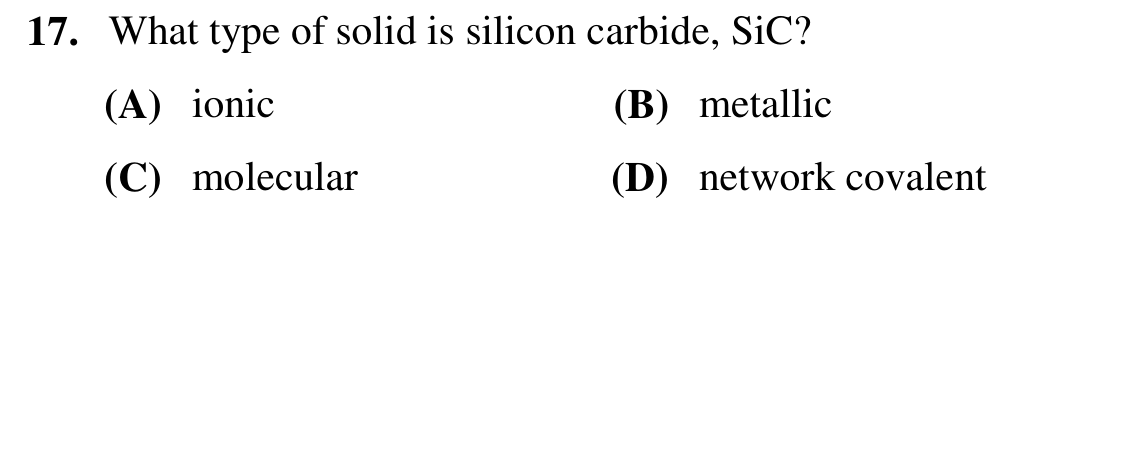 17. What type of solid is silicon carbide, SiC?
(A) ionic (B) metallic
(C) molecular (D) network covalent